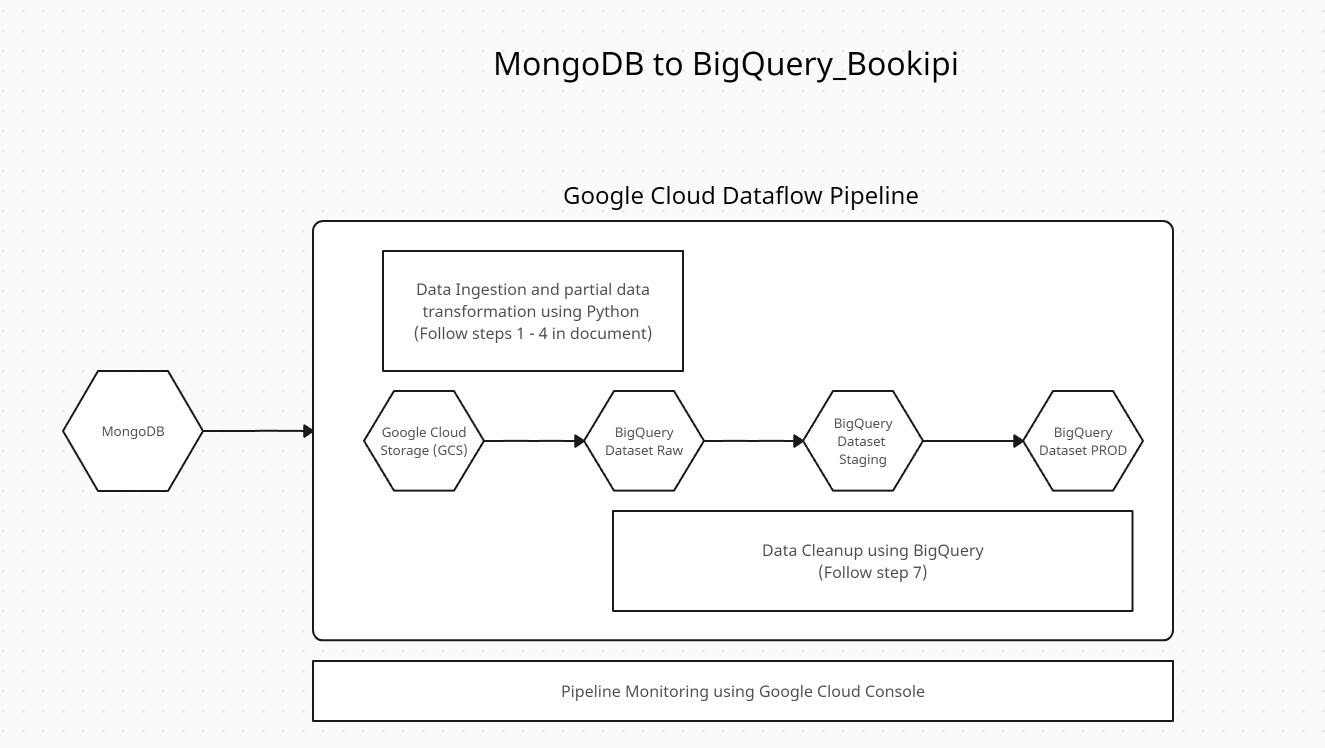 MongoDB to BigQuery_Bookipi
Google Cloud Dataflow Pipeline
Data Ingestion and partial data
transformation using Python
(Follow steps 1 - 4 in document)
MongoDB
Google Cloud
Storage (GCS)
BigQuery
Dataset Raw
BigQuery
Dataset
Staging
BigQuery
Dataset PROD
Data Cleanup using BigQuery
(Follow step 7)
Pipeline Monitoring using Google Cloud Console